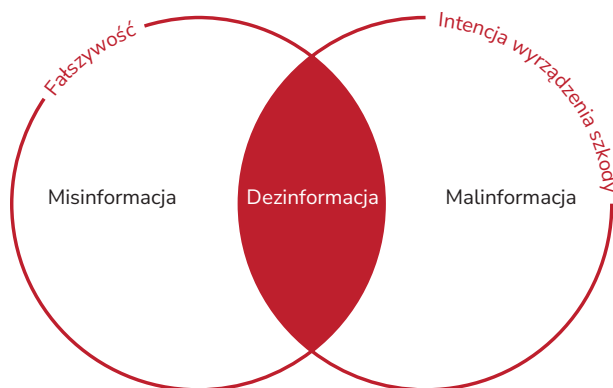 Fałszywość
Intencja wyrządzenia szkody
Misinformacja
Dezinformacja
Malinformacja